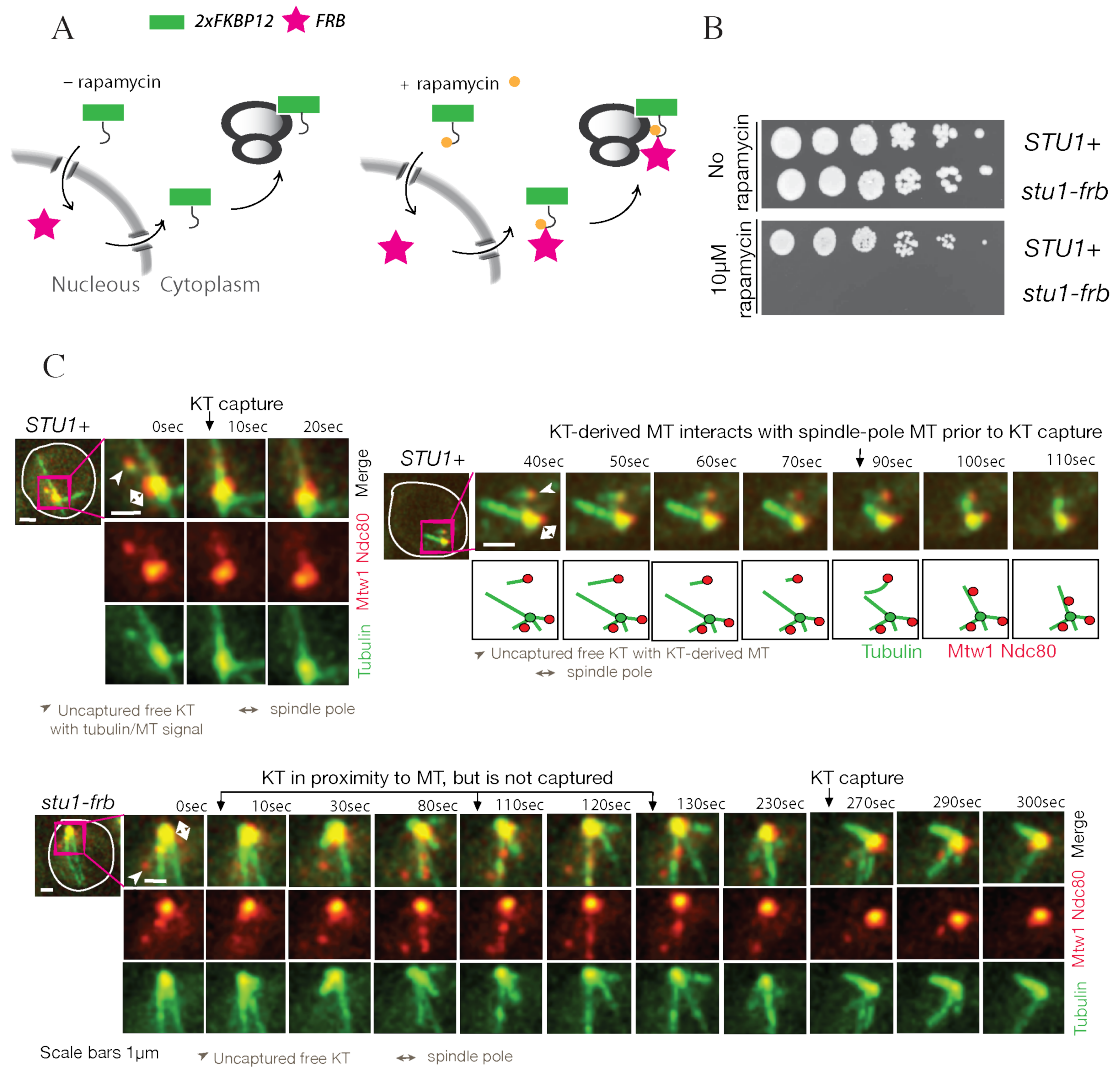 A
2xFKBP12
FRB
– rapamycin
+ rapamycin
Nucleous
Cytoplasm
B
No
rapamycin
STU1+
stu1-frb
10µM
rapamycin
STU1+
stu1-frb
C
KT capture
STU1+
0sec
10sec
20sec
Merge
Mtw1 Ndc80
Tubulin
Uncaptured free KT
with tubulin/MT signal
spindle pole
KT-derived MT interacts with spindle-pole MT prior to KT capture
STU1+
40sec
50sec
60sec
70sec
90sec
100sec
110sec
Tubulin
Mtw1 Ndc80
Uncaptured free KT with KT-derived MT
spindle pole
KT in proximity to MT, but is not captured
KT capture
stu1-frb
0sec
10sec
30sec
80sec
110sec
120sec
130sec
230sec
270sec
290sec
300sec
Merge
Mtw1 Ndc80
Tubulin
Scale bars 1µm
Uncaptured free KT
spindle pole